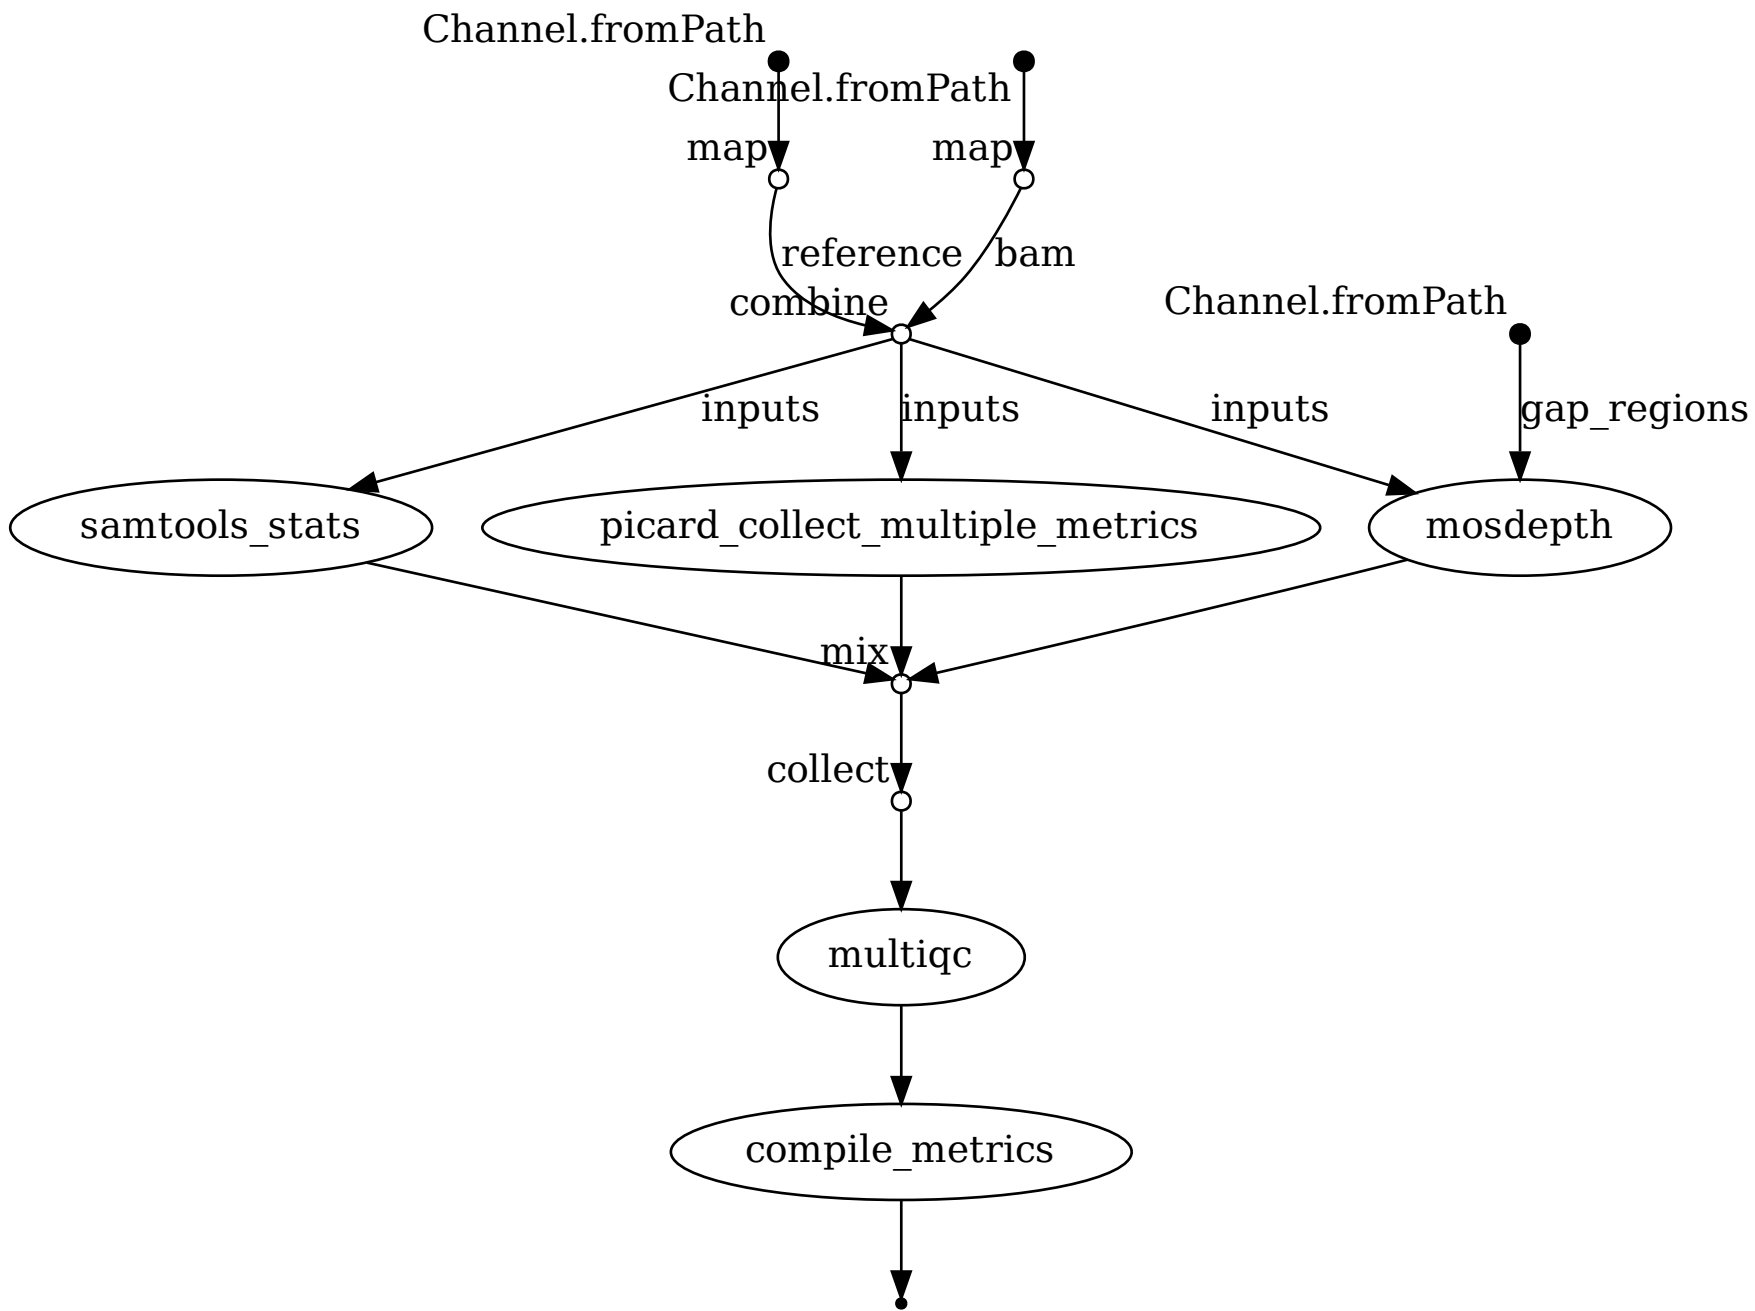 Channel.fromPath
Channel.fromPath
map
map
reference
bam
combine
Channel.fromPath
inputs
inputs
inputs
gap_regions
samtools_stats
picard_collect_multiple_metrics
mosdepth
mix
collect
multiqc
compile_metrics